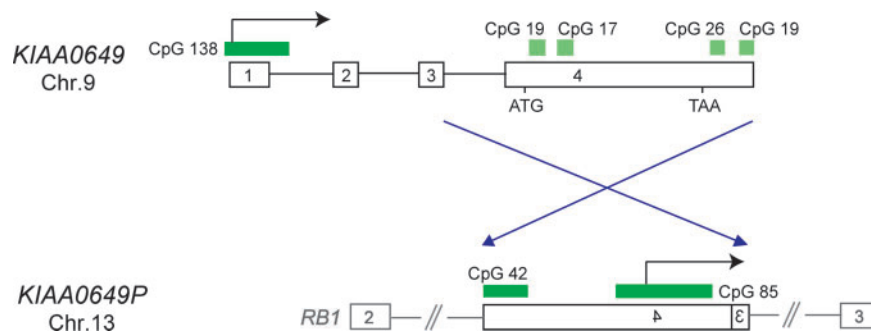 CpG 19 CpG 17 CpG 26 CpG 19
KIAA0649 CpG 138
Chr.9 1 2 3 4
ATG TAA
CpG 42
KIAA0649P CpG 85
Chr.13 RB1 2 // 4 3 // 3